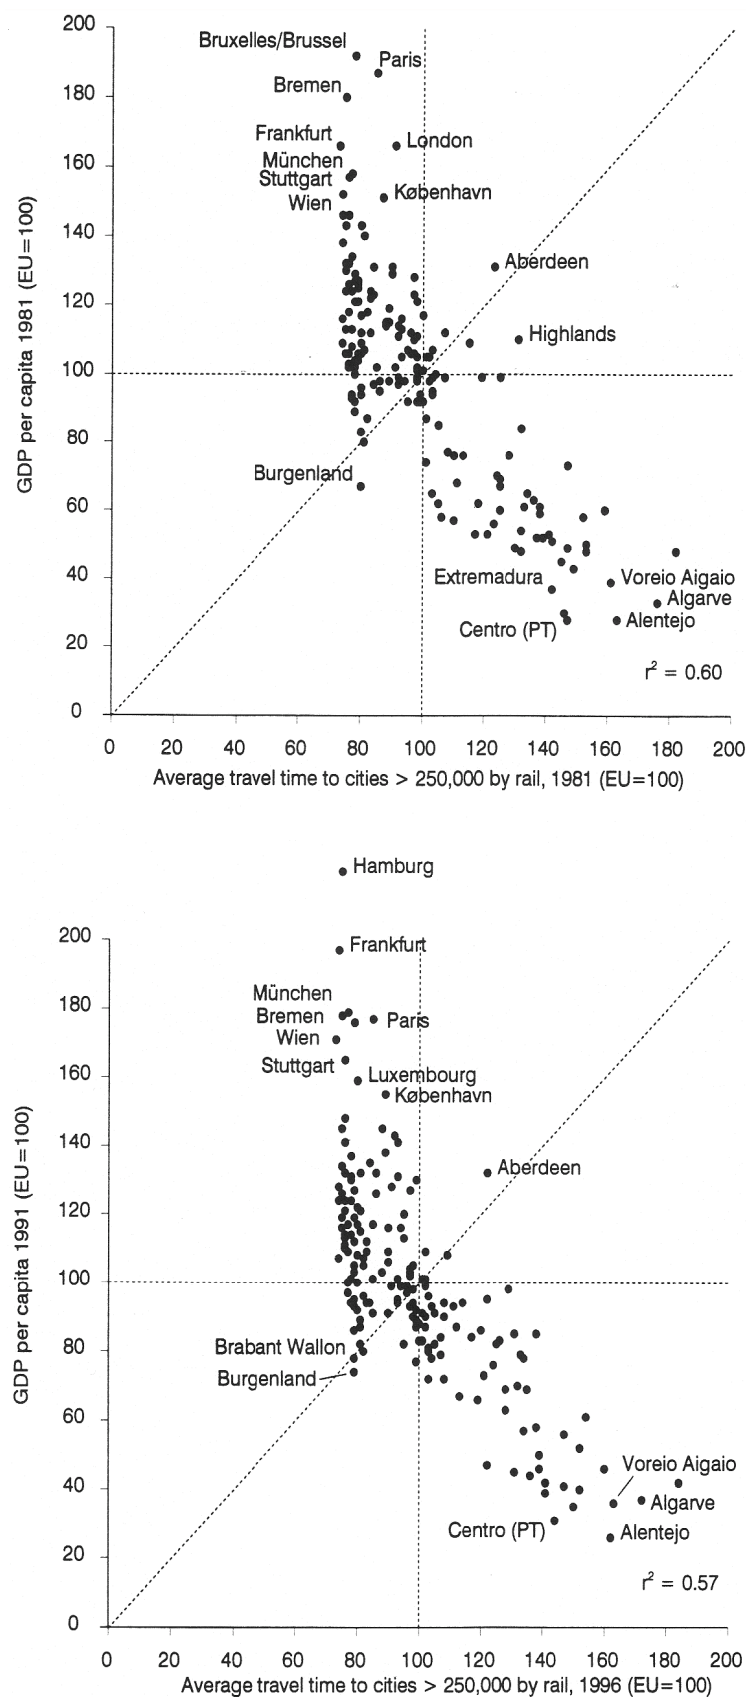 200
180
160
140
120
100
80
60
40
20
0
GDP per capita 1981 (EU=100)
Bruxelles/Brussel
Paris
Bremen
Frankfurt
London
München
Stuttgart
København
Wien
Aberdeen
Highlands
Burgenland
Extremadura
Voreio Aigaio
Algarve
Centro (PT)
Alentejo
r² = 0.60
0 20 40 60 80 100 120 140 160 180 200
Average travel time to cities > 250,000 by rail, 1981 (EU=100)
Hamburg
200
180
160
140
120
100
80
60
40
20
0
GDP per capita 1991 (EU=100)
Frankfurt
München
Bremen
Paris
Wien
Stuttgart
Luxembourg
København
Aberdeen
Brabant Wallon
Burgenland
Voreio Aigaio
Algarve
Centro (PT)
Alentejo
r² = 0.57
0 20 40 60 80 100 120 140 160 180 200
Average travel time to cities > 250,000 by rail, 1996 (EU=100)